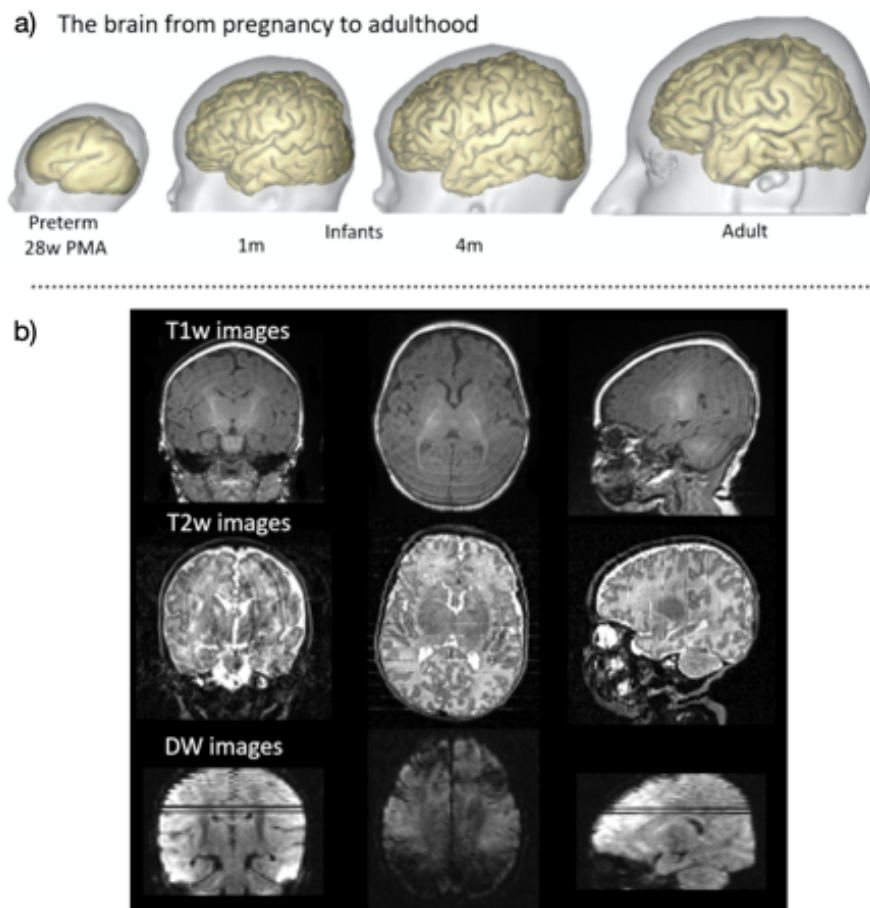 a) The brain from pregnancy to adulthood
Preterm
28w PMA
1m
Infants
4m
Adult
b)
T1w images
T2w images
DW images